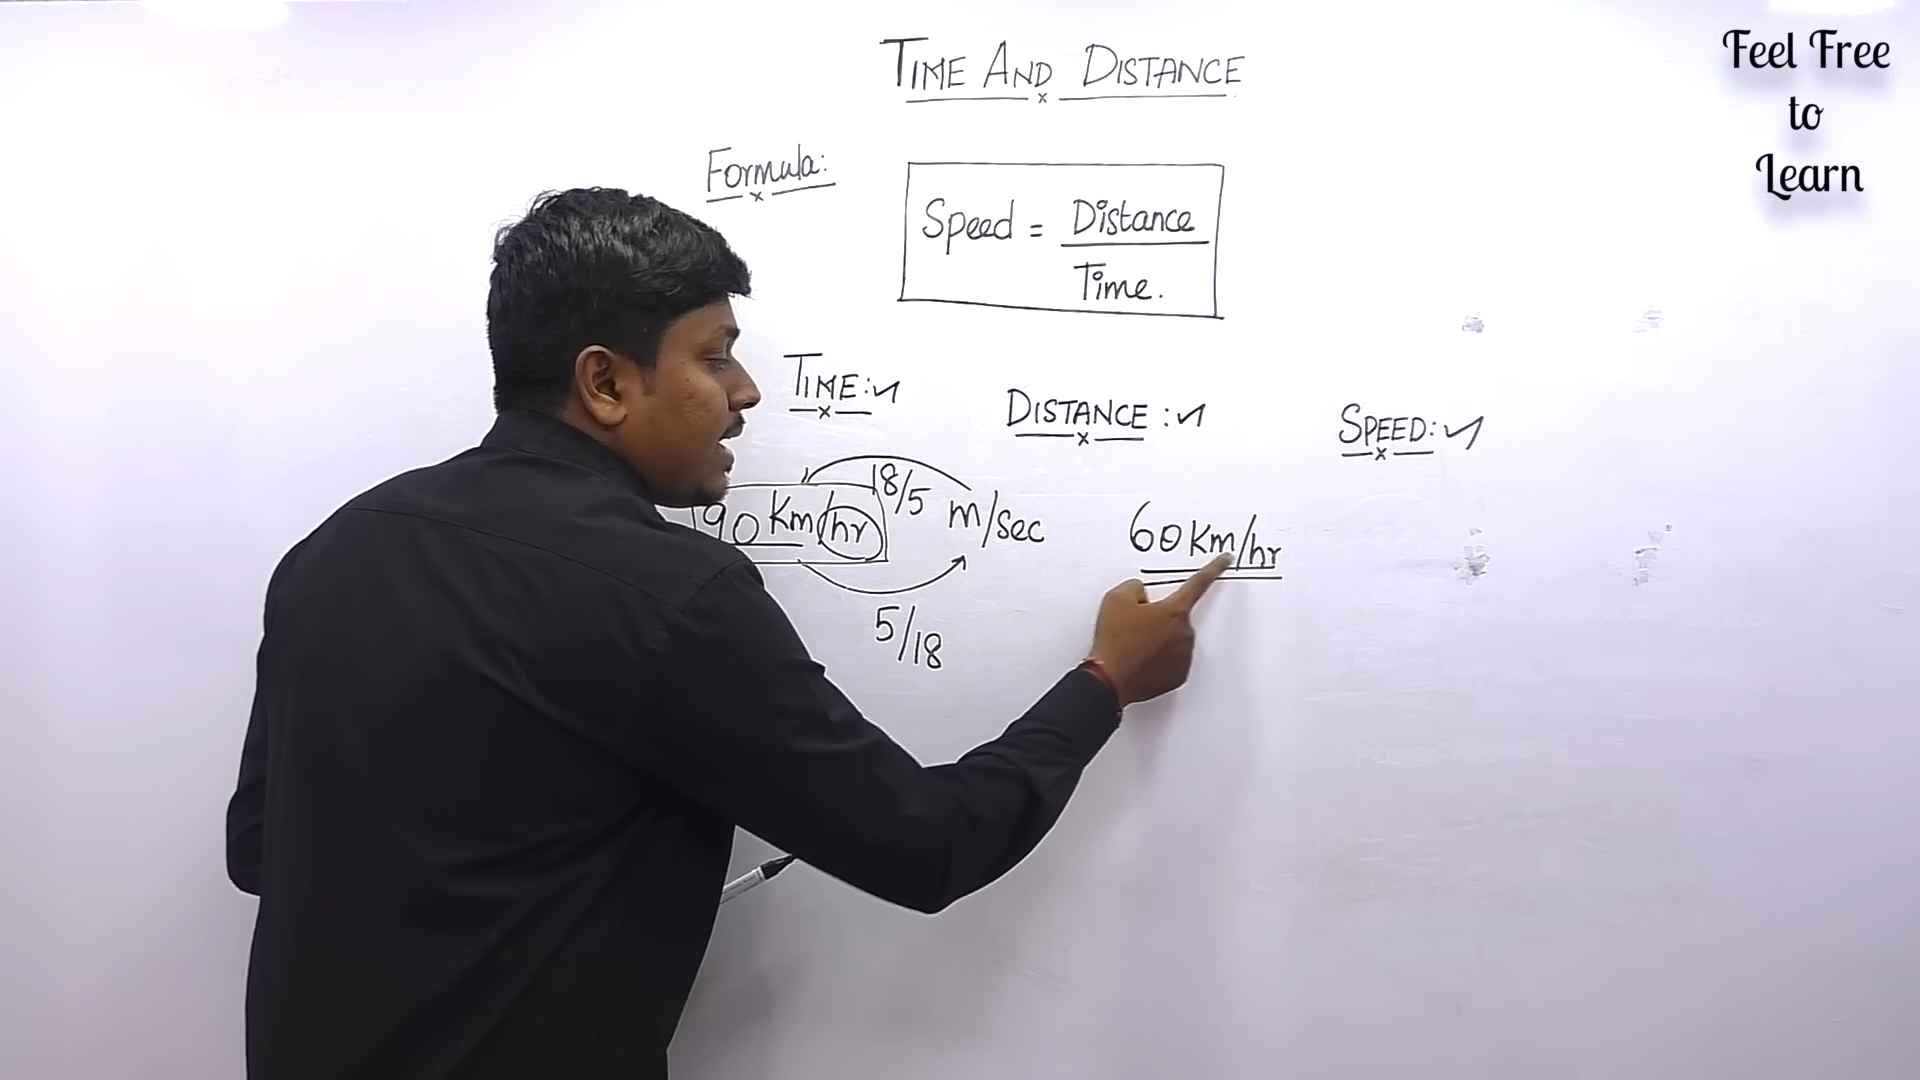 TIME AND DISTANCE
Feel Free
to
Learn
Formula:
Speed = Distance
Time.
TIME:
DISTANCE:
SPEED:
90 Km/hr
18/5
m/sec
60 Km/hr
5/18